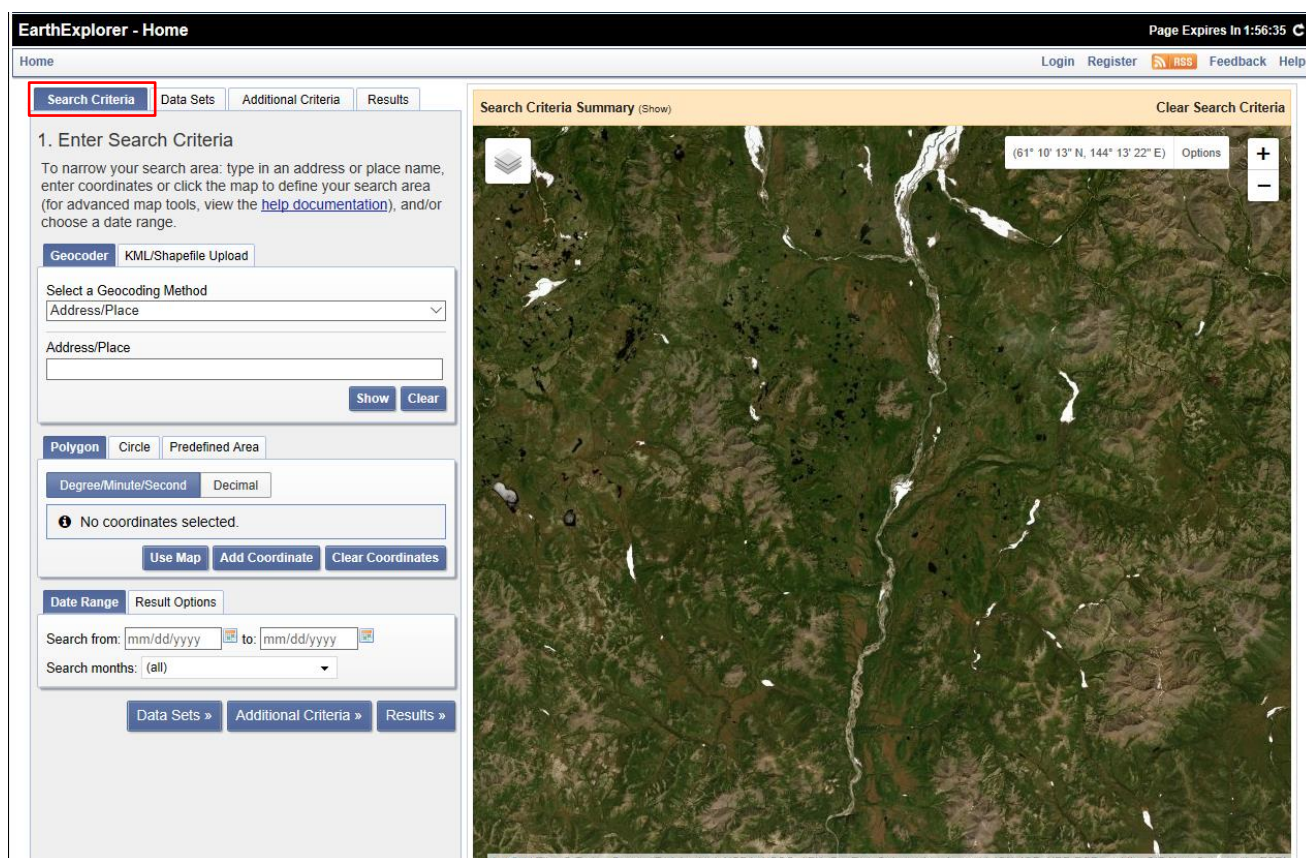 EarthExplorer - Home
Page Expires In 1:56:35
Home
Login Register RSS Feedback Help
Search Criteria Data Sets Additional Criteria Results
1. Enter Search Criteria
To narrow your search area: type in an address or place name,
enter coordinates or click the map to define your search area
(for advanced map tools, view the help documentation), and/or
choose a date range.
Geocoder KML/Shapefile Upload
Select a Geocoding Method
Address/Place
Address/Place
Show Clear
Polygon Circle Predefined Area
Degree/Minute/Second Decimal
No coordinates selected.
Use Map Add Coordinate Clear Coordinates
Date Range Result Options
Search from: mm/dd/yyyy to: mm/dd/yyyy
Search months: (all)
Data Sets » Additional Criteria » Results »
Search Criteria Summary (Show)
Clear Search Criteria
(61° 10' 13" N, 144° 13' 22" E) Options
+
−